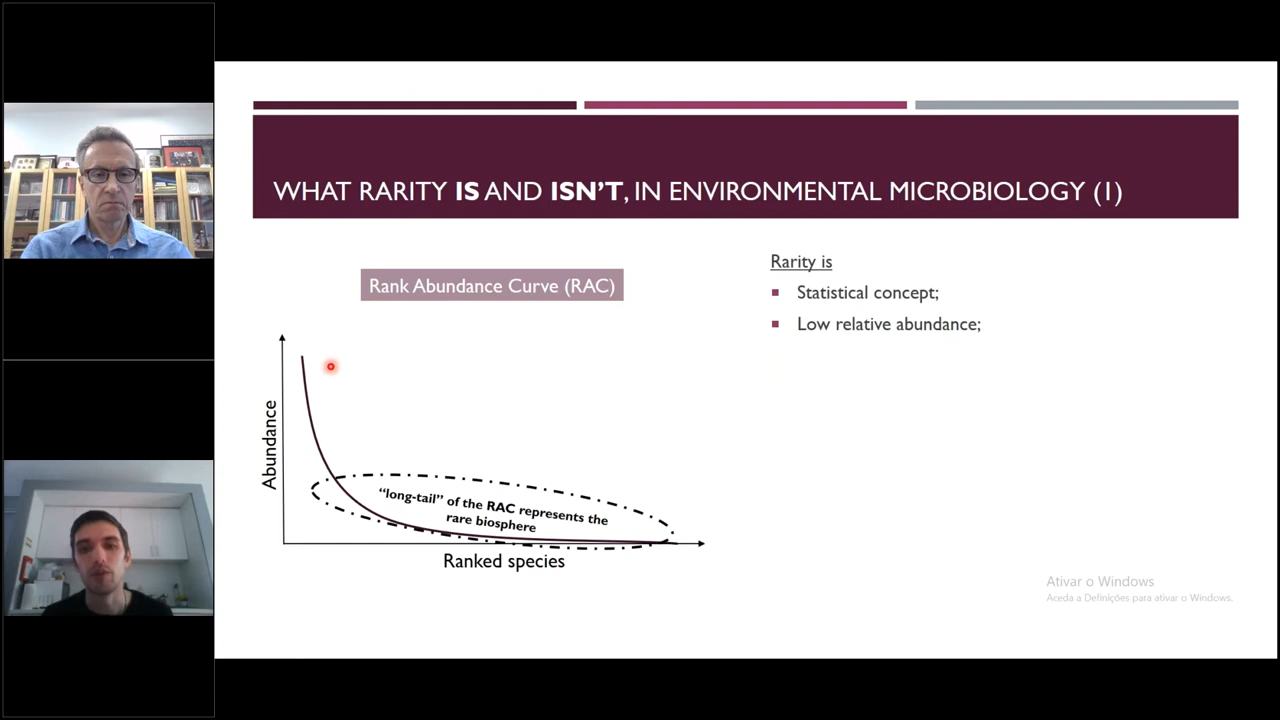 WHAT RARITY IS AND ISN'T, IN ENVIRONMENTAL MICROBIOLOGY (1)
Rank Abundance Curve (RAC)
Abundance
"long-tail" of the RAC represents the
rare biosphere
Ranked species
Rarity is
▪ Statistical concept;
▪ Low relative abundance;
Ativar o Windows
Aceda a Definições para ativar o Windows.